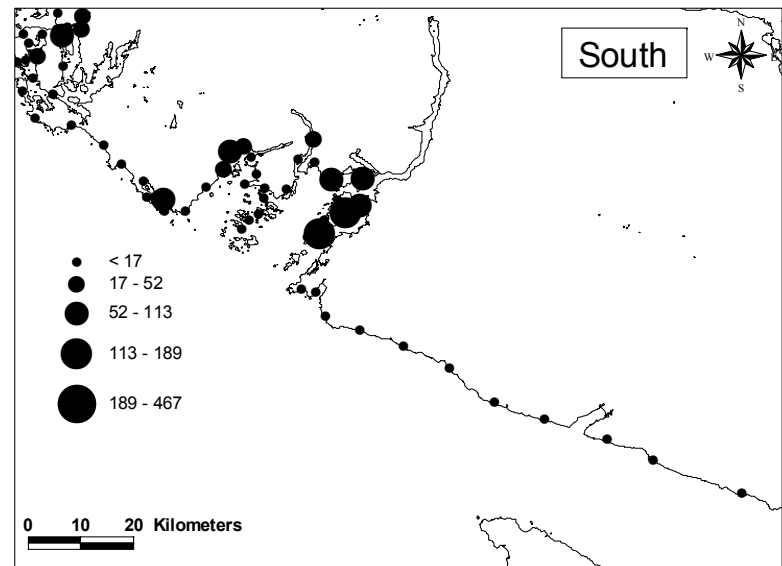 South
N
W
E
S
< 17
17 - 52
52 - 113
113 - 189
189 - 467
0 10 20 Kilometers